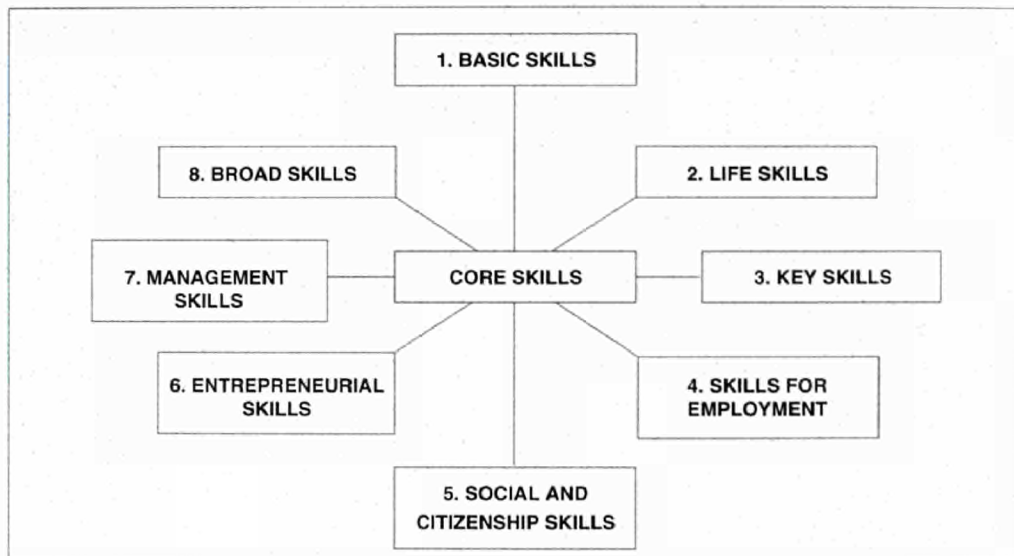 1. BASIC SKILLS
8. BROAD SKILLS
2. LIFE SKILLS
7. MANAGEMENT
SKILLS
CORE SKILLS
3. KEY SKILLS
6. ENTREPRENEURIAL
SKILLS
4. SKILLS FOR
EMPLOYMENT
5. SOCIAL AND
CITIZENSHIP SKILLS